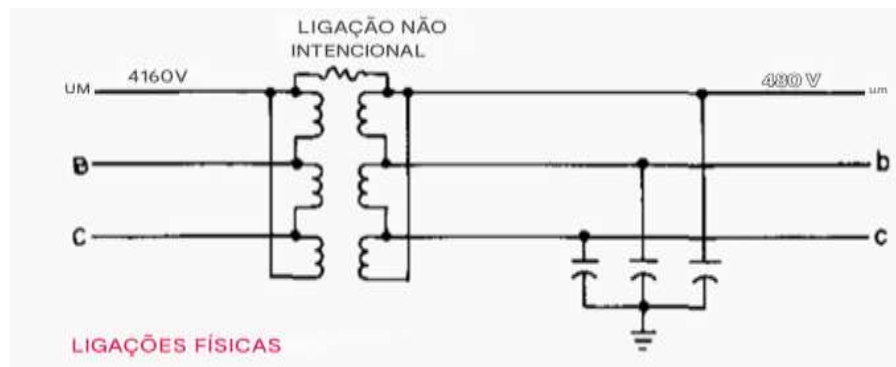 LIGAÇÃO NÃO
INTENCIONAL
UM 4160V 480 V um
B b
C c
LIGAÇÕES FÍSICAS